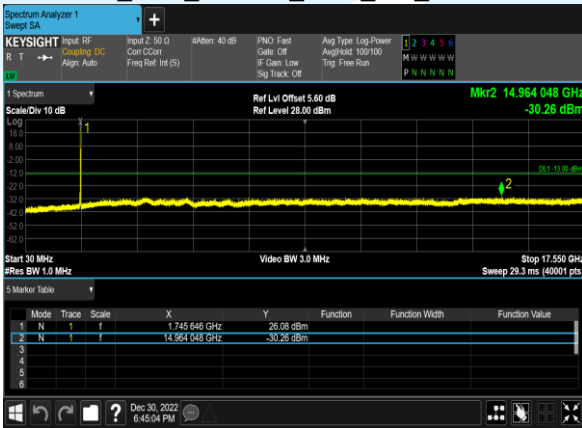 Spectrum Analyzer 1
Swept SA
+
KEYSIGHT Input: RF Input Z: 50 Ω #Atten: 40 dB PNO: Fast Avg Type: Log-Power 1 2 3 4 5 6
R T Coupling: DC Corr CCorr Gate: Off Avg|Hold: 100/100 M W W W W W
Align: Auto Freq Ref: Int (S) IF Gain: Low Trig: Free Run
LU Sig Track: Off P N N N N N
1 Spectrum Ref Lvl Offset 5.60 dB Mkr2 14.964 048 GHz
Scale/Div 10 dB Ref Level 28.00 dBm -30.26 dBm
Log
18.0
8.00
-2.00
-12.0
-22.0
-32.0
-42.0
-52.0
-62.0
1
DL1 -13.00 dBm
2
Start 30 MHz Video BW 3.0 MHz Stop 17.550 GHz
#Res BW 1.0 MHz Sweep 29.3 ms (40001 pts
5 Marker Table
Mode Trace Scale X Y Function Function Width Function Value
1 N 1 f 1.745 646 GHz 26.08 dBm
2 N 1 f 14.964 048 GHz -30.26 dBm
3
4
5
6
? Dec 30, 2022
6:45:04 PM